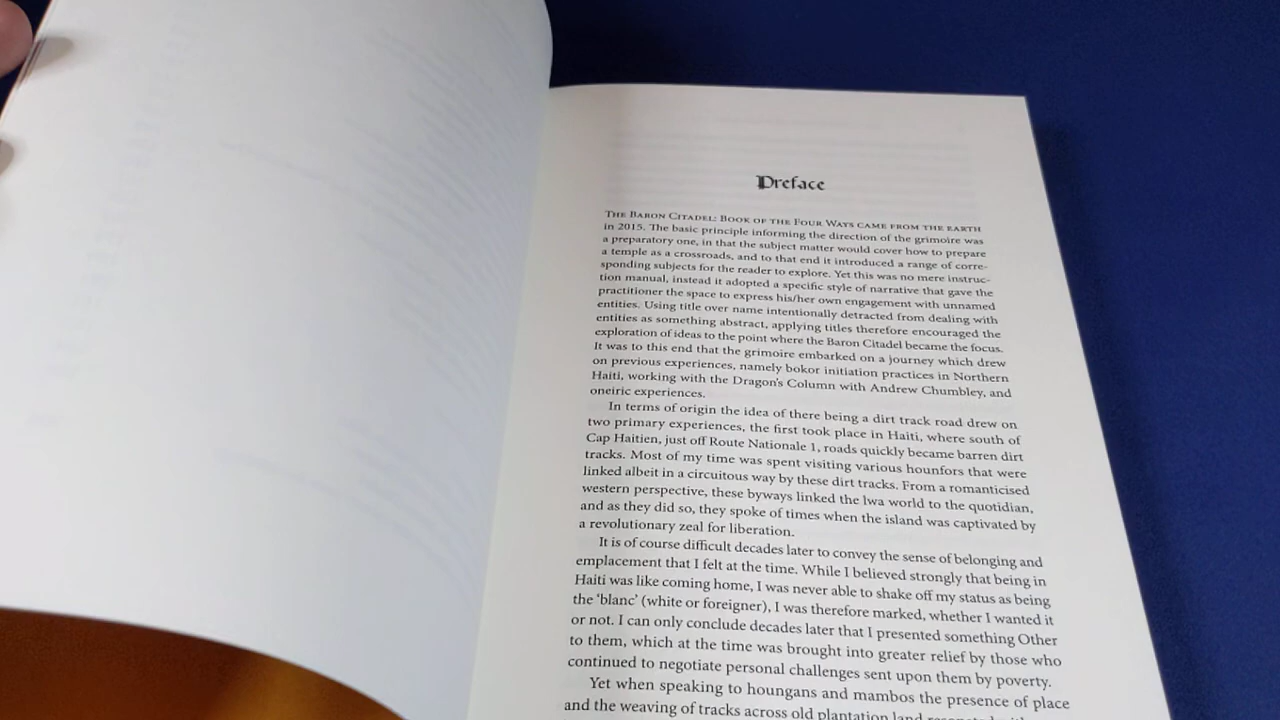 Preface
The Baron Citadel: Book of the Four Ways came from the earth
in 2015. The basic principle informing the direction of the grimoire was
a preparatory one, in that the subject matter would cover how to prepare
a temple as a crossroads, and to that end it introduced a range of corre-
sponding subjects for the reader to explore. Yet this was no mere instruc-
tion manual, instead it adopted a specific style of narrative that gave the
practitioner the space to express his/her own engagement with unnamed
entities. Using title over name intentionally detracted from dealing with
entities as something abstract, applying titles therefore encouraged the
exploration of ideas to the point where the Baron Citadel became the focus.
It was to this end that the grimoire embarked on a journey which drew
on previous experiences, namely bokor initiation practices in Northern
Haiti, working with the Dragon's Column with Andrew Chumbley, and
oneiric experiences.
In terms of origin the idea of there being a dirt track road drew on
two primary experiences, the first took place in Haiti, where south of
Cap Haitien, just off Route Nationale 1, roads quickly became barren dirt
tracks. Most of my time was spent visiting various hounfors that were
linked albeit in a circuitous way by these dirt tracks. From a romanticised
western perspective, these byways linked the lwa world to the quotidian,
and as they did so, they spoke of times when the island was captivated by
a revolutionary zeal for liberation.
It is of course difficult decades later to convey the sense of belonging and
emplacement that I felt at the time. While I believed strongly that being in
Haiti was like coming home, I was never able to shake off my status as being
the 'blanc' (white or foreigner), I was therefore marked, whether I wanted it
or not. I can only conclude decades later that I presented something Other
to them, which at the time was brought into greater relief by those who
continued to negotiate personal challenges sent upon them by poverty.
Yet when speaking to houngans and mambos the presence of place
and the weaving of tracks across old plantation land